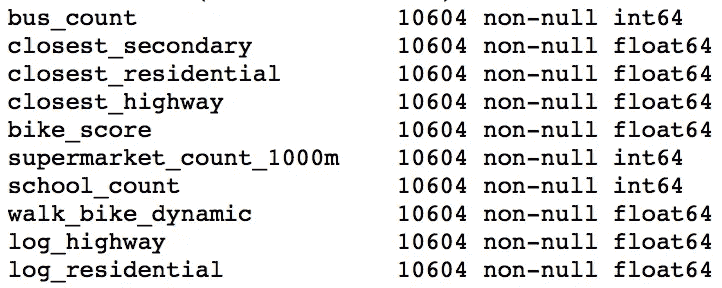 bus_count 10604 non-null int64
closest_secondary 10604 non-null float64
closest_residential 10604 non-null float64
closest_highway 10604 non-null float64
bike_score 10604 non-null float64
supermarket_count_1000m 10604 non-null int64
school_count 10604 non-null int64
walk_bike_dynamic 10604 non-null float64
log_highway 10604 non-null float64
log_residential 10604 non-null float64